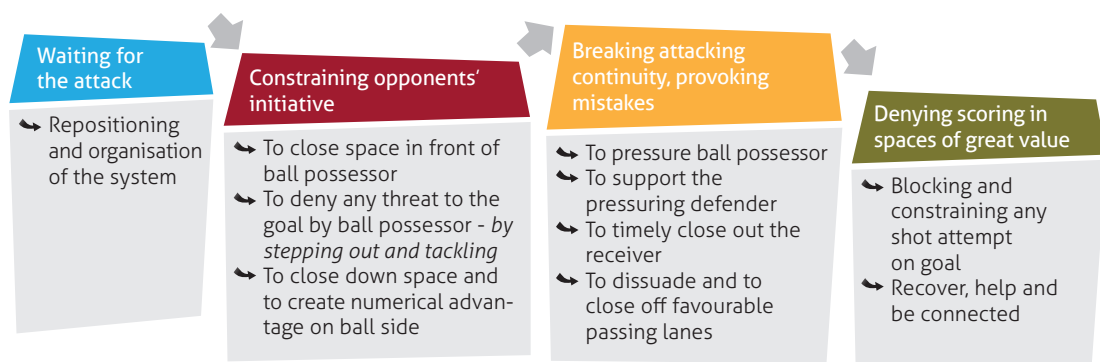 Waiting for
the attack
Repositioning
and organisation
of the system
Constraining opponents'
initiative
To close space in front of
ball possessor
To deny any threat to the
goal by ball possessor - by
stepping out and tackling
To close down space and
to create numerical advan-
tage on ball side
Breaking attacking
continuity, provoking
mistakes
To pressure ball possessor
To support the
pressuring defender
To timely close out the
receiver
To dissuade and to
close off favourable
passing lanes
Denying scoring in
spaces of great value
Blocking and
constraining any
shot attempt
on goal
Recover, help and
be connected